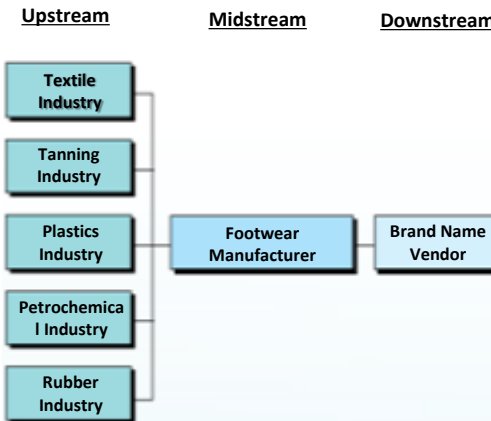 Upstream
Midstream
Downstream
Textile
Industry
Tanning
Industry
Plastics
Industry
Footwear
Manufacturer
Brand Name
Vendor
Petrochemica
l Industry
Rubber
Industry